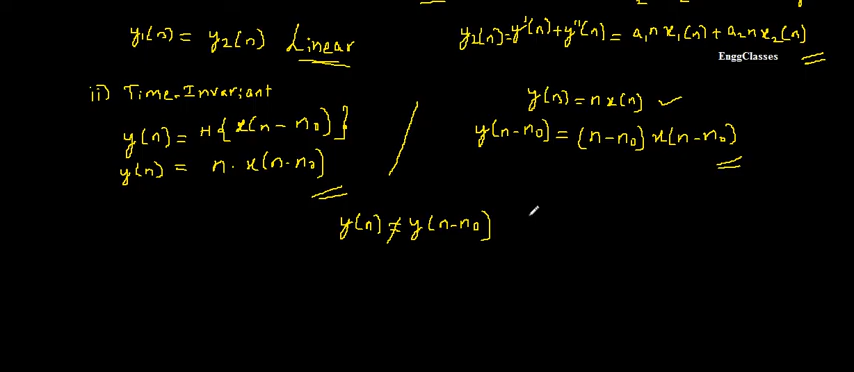 y₁(n) = y₂(n) Linear
y₂(n) = y'(n) + y''(n) = a₁n x₁(n) + a₂n x₂(n)
EnggClasses
ii) Time-Invariant
y(n) = H{x(n-n₀)}
y(n) = n. x(n-n₀)
y(n) = n x(n) ✓
y(n-n₀) = (n-n₀) x(n-n₀)
y(n) ≠ y(n-n₀)